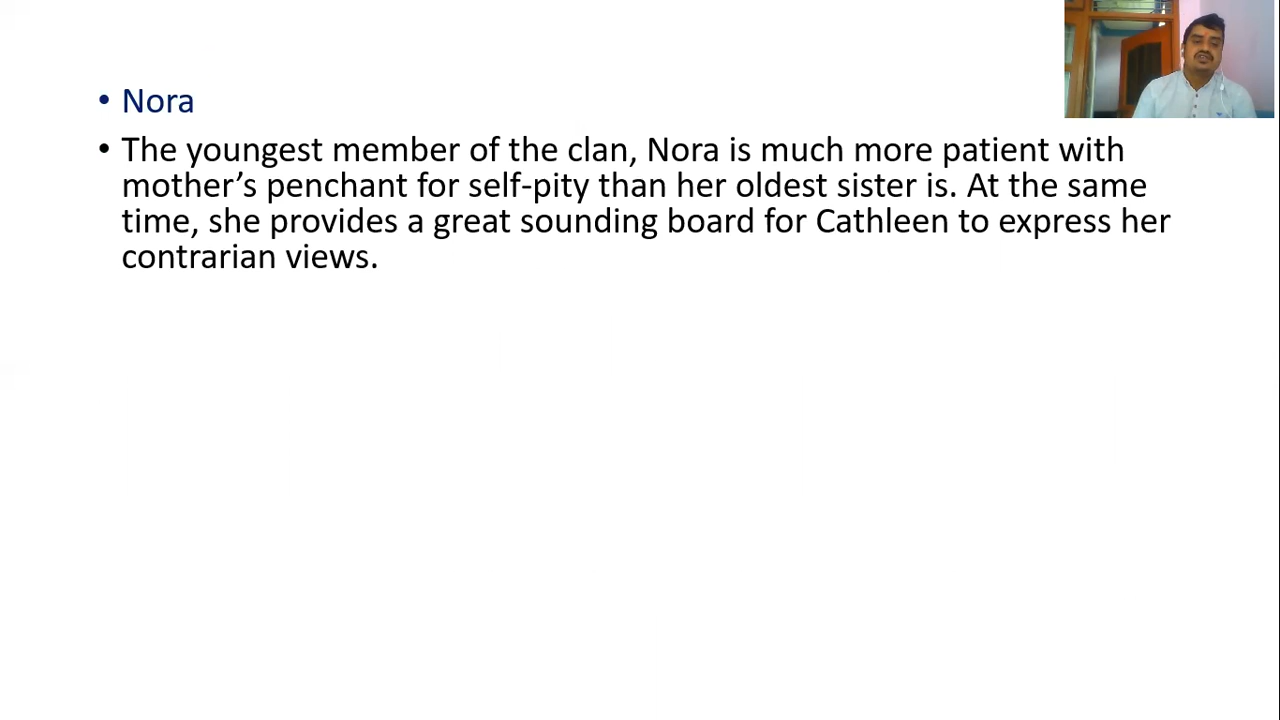 • Nora
• The youngest member of the clan, Nora is much more patient with
mother’s penchant for self-pity than her oldest sister is. At the same
time, she provides a great sounding board for Cathleen to express her
contrarian views.